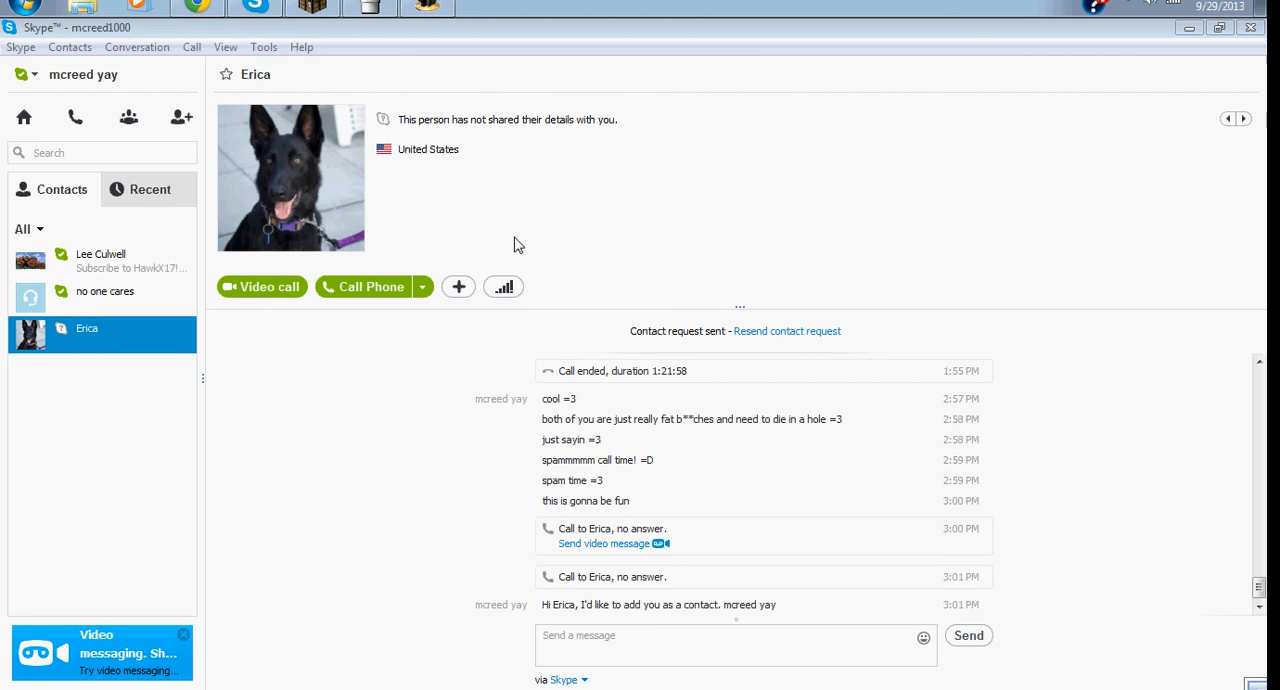 9/29/2013
Skype™ - mcreed1000
Skype Contacts Conversation Call View Tools Help
mcreed yay
Erica
This person has not shared their details with you.
United States
Search
Contacts
Recent
All
Lee Culwell
Subscribe to HawkX17!...
no one cares
Erica
Video call
Call Phone
Contact request sent - Resend contact request
Call ended, duration 1:21:58 1:55 PM
mcreed yay cool =3 2:57 PM
both of you are just really fat b**ches and need to die in a hole =3 2:58 PM
just sayin =3 2:58 PM
spammmmm call time! =D 2:59 PM
spam time =3 2:59 PM
this is gonna be fun 3:00 PM
Call to Erica, no answer. 3:00 PM
Send video message
Call to Erica, no answer. 3:01 PM
mcreed yay Hi Erica, I'd like to add you as a contact. mcreed yay 3:01 PM
Send a message
Send
via Skype
Video
messaging. Sh...
Try video messaging...